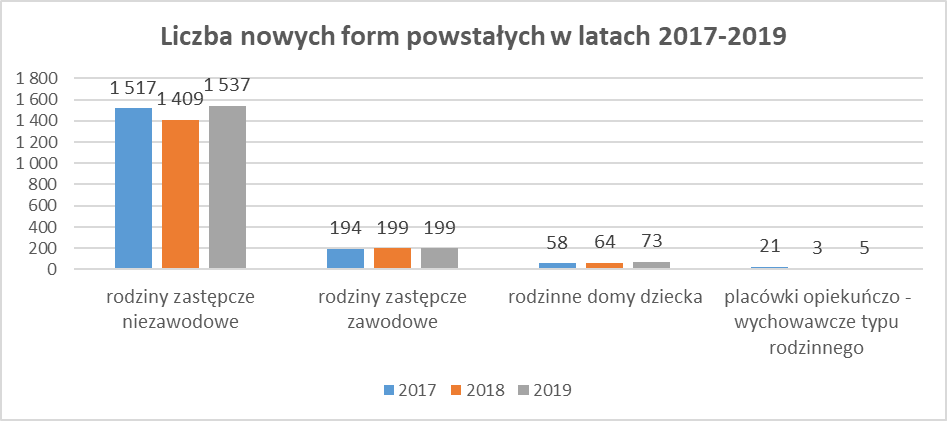 Liczba nowych form powstałych w latach 2017-2019
1 800
1 600
1 400
1 200
1 000
800
600
400
200
0
1 517
1 409
1 537
194
199
199
58
64
73
21
3
5
rodziny zastępcze
niezawodowe
rodziny zastępcze
zawodowe
rodzinne domy dziecka
placówki opiekuńczo -
wychowawcze typu
rodzinnego
2017
2018
2019